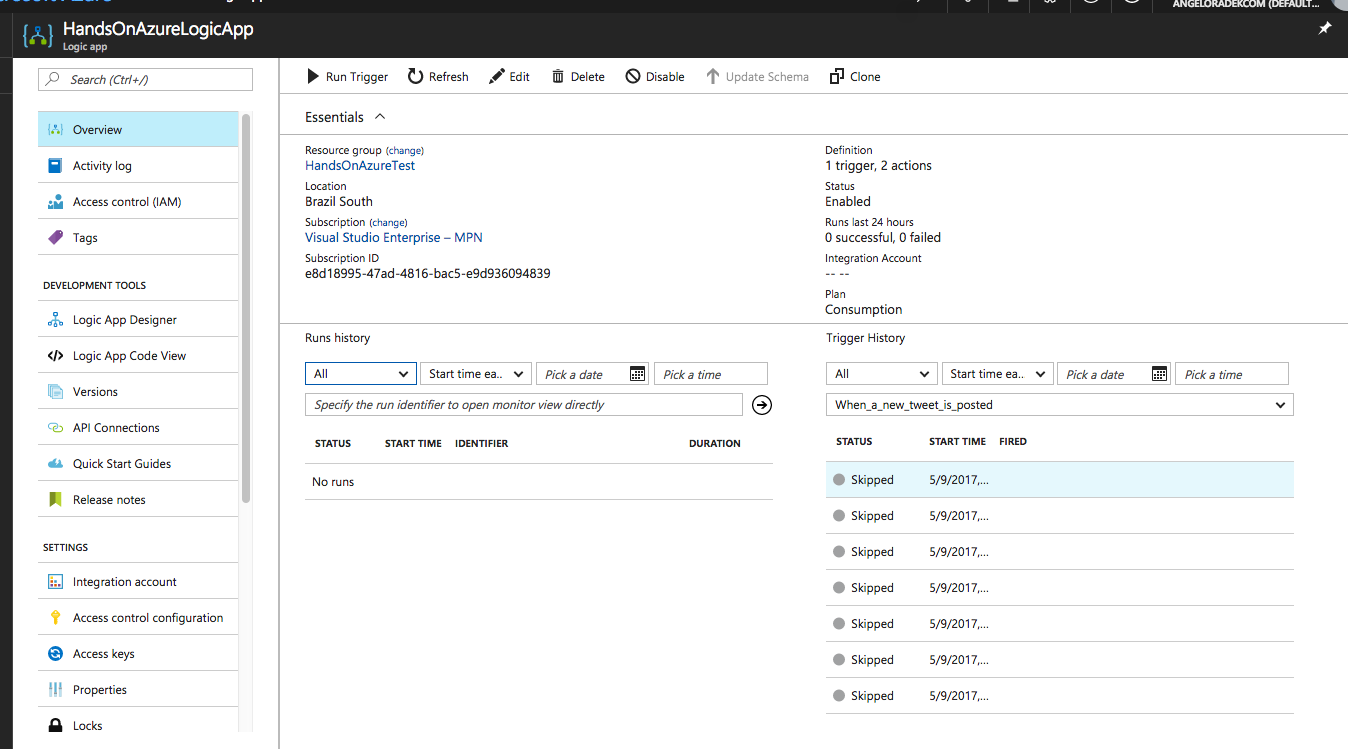 ANGELORADEKCOM (DEFAULT...
HandsOnAzureLogicApp
Logic app
Search (Ctrl+/)
Overview
Activity log
Access control (IAM)
Tags
DEVELOPMENT TOOLS
Logic App Designer
Logic App Code View
Versions
API Connections
Quick Start Guides
Release notes
SETTINGS
Integration account
Access control configuration
Access keys
Properties
Locks
Run Trigger Refresh Edit Delete Disable Update Schema Clone
Essentials
Resource group (change)
HandsOnAzureTest
Location
Brazil South
Subscription (change)
Visual Studio Enterprise – MPN
Subscription ID
e8d18995-47ad-4816-bac5-e9d936094839
Definition
1 trigger, 2 actions
Status
Enabled
Runs last 24 hours
0 successful, 0 failed
Integration Account
-- --
Plan
Consumption
Runs history
All Start time ea.. Pick a date Pick a time
Specify the run identifier to open monitor view directly
STATUS START TIME IDENTIFIER DURATION
No runs
Trigger History
All Start time ea.. Pick a date Pick a time
When_a_new_tweet_is_posted
STATUS START TIME FIRED
Skipped 5/9/2017,...
Skipped 5/9/2017,...
Skipped 5/9/2017,...
Skipped 5/9/2017,...
Skipped 5/9/2017,...
Skipped 5/9/2017,...
Skipped 5/9/2017,...